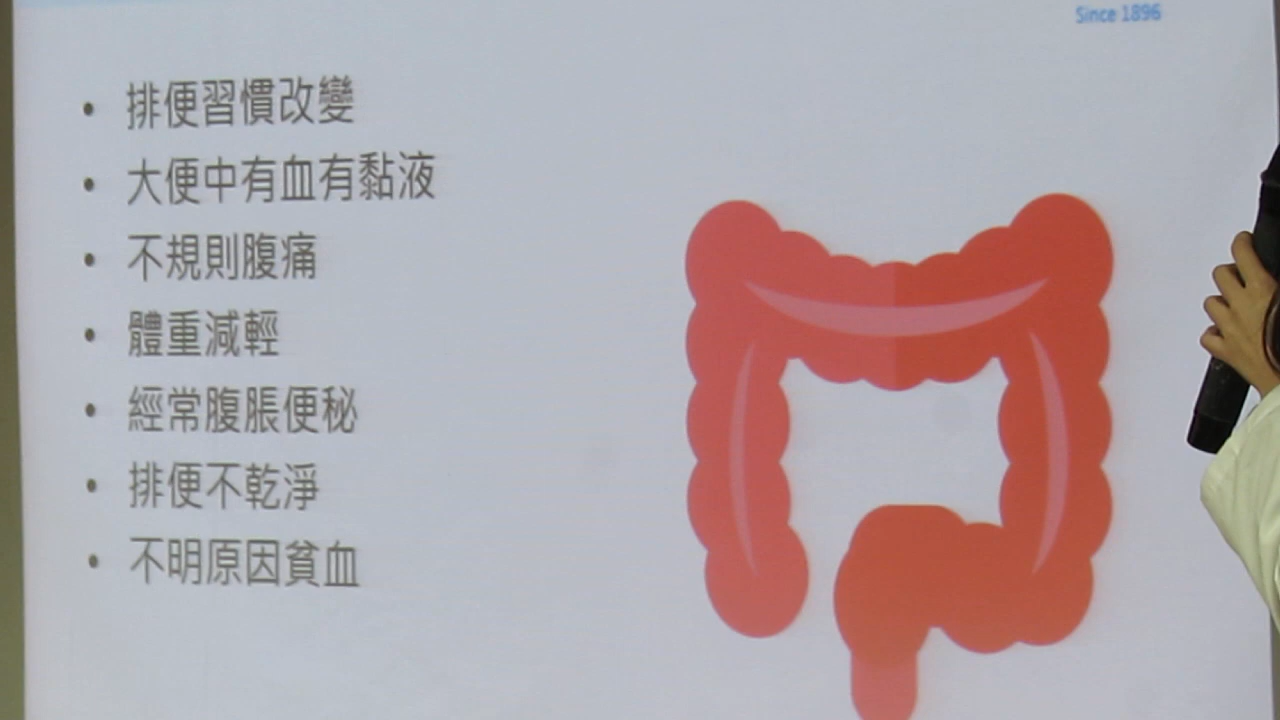 Since 1896
• 排便習慣改變
• 大便中有血有黏液
• 不規則腹痛
• 體重減輕
• 經常腹脹便秘
• 排便不乾淨
• 不明原因貧血